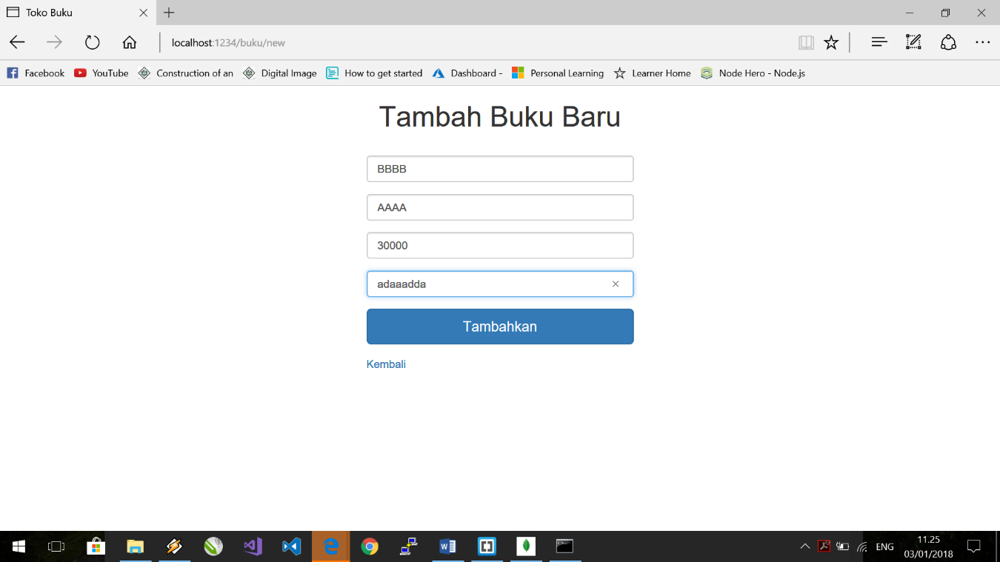 Toko Buku
localhost:1234/buku/new
Facebook YouTube Construction of an Digital Image How to get started Dashboard - Personal Learning Learner Home Node Hero - Node.js
Tambah Buku Baru
BBBB
AAAA
30000
adaaadda
Tambahkan
Kembali
ENG
11.25
03/01/2018